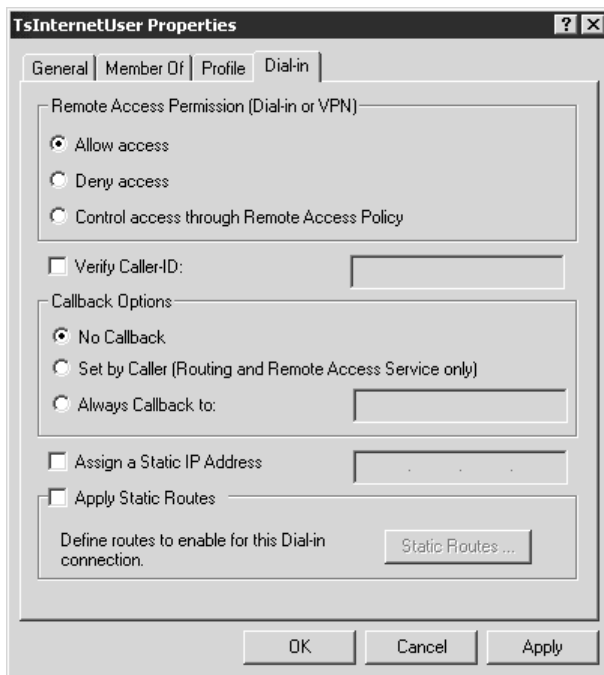 TsInternetUser Properties
General Member Of Profile Dial-in
Remote Access Permission (Dial-in or VPN)
Allow access
Deny access
Control access through Remote Access Policy
Verify Caller-ID:
Callback Options
No Callback
Set by Caller (Routing and Remote Access Service only)
Always Callback to:
Assign a Static IP Address
Apply Static Routes
Define routes to enable for this Dial-in
connection.
Static Routes ...
OK Cancel Apply